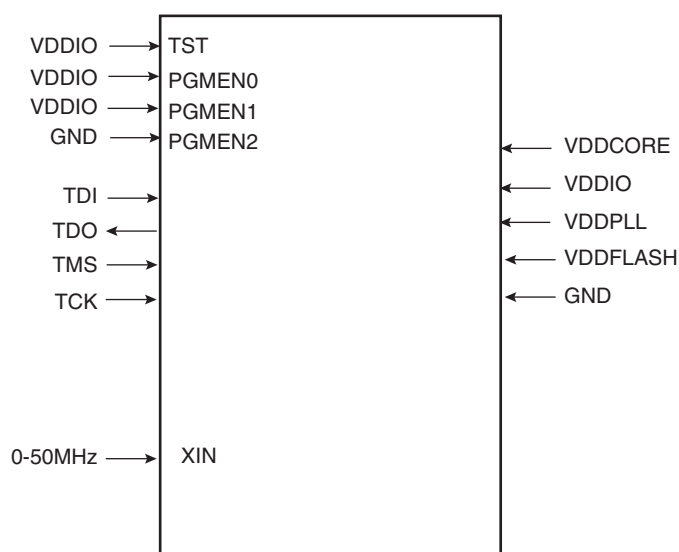 VDDIO TST
VDDIO PGMEN0
VDDIO PGMEN1
GND PGMEN2
VDDCORE
TDI VDDIO
TDO VDDPLL
TMS VDDFLASH
TCK GND
0-50MHz XIN